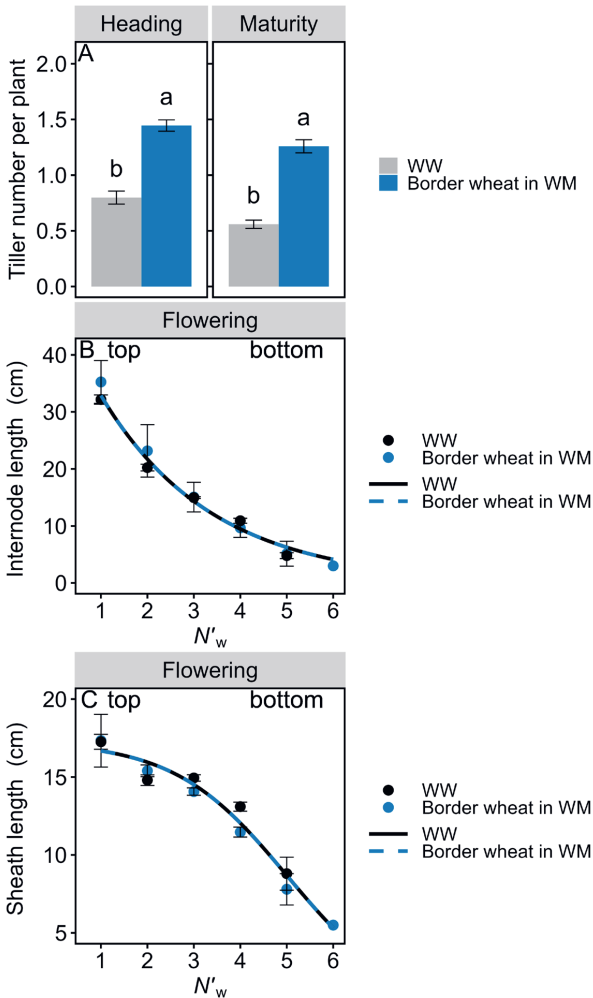 Heading Maturity
A
Tiller number per plant
2.0
1.5
1.0
0.5
0.0
b a
b a
WW
Border wheat in WM
Flowering
B top bottom
Internode length (cm)
40
30
20
10
0
1 2 3 4 5 6
N′w
WW
Border wheat in WM
WW
Border wheat in WM
Flowering
C top bottom
Sheath length (cm)
20
15
10
5
1 2 3 4 5 6
N′w
WW
Border wheat in WM
WW
Border wheat in WM